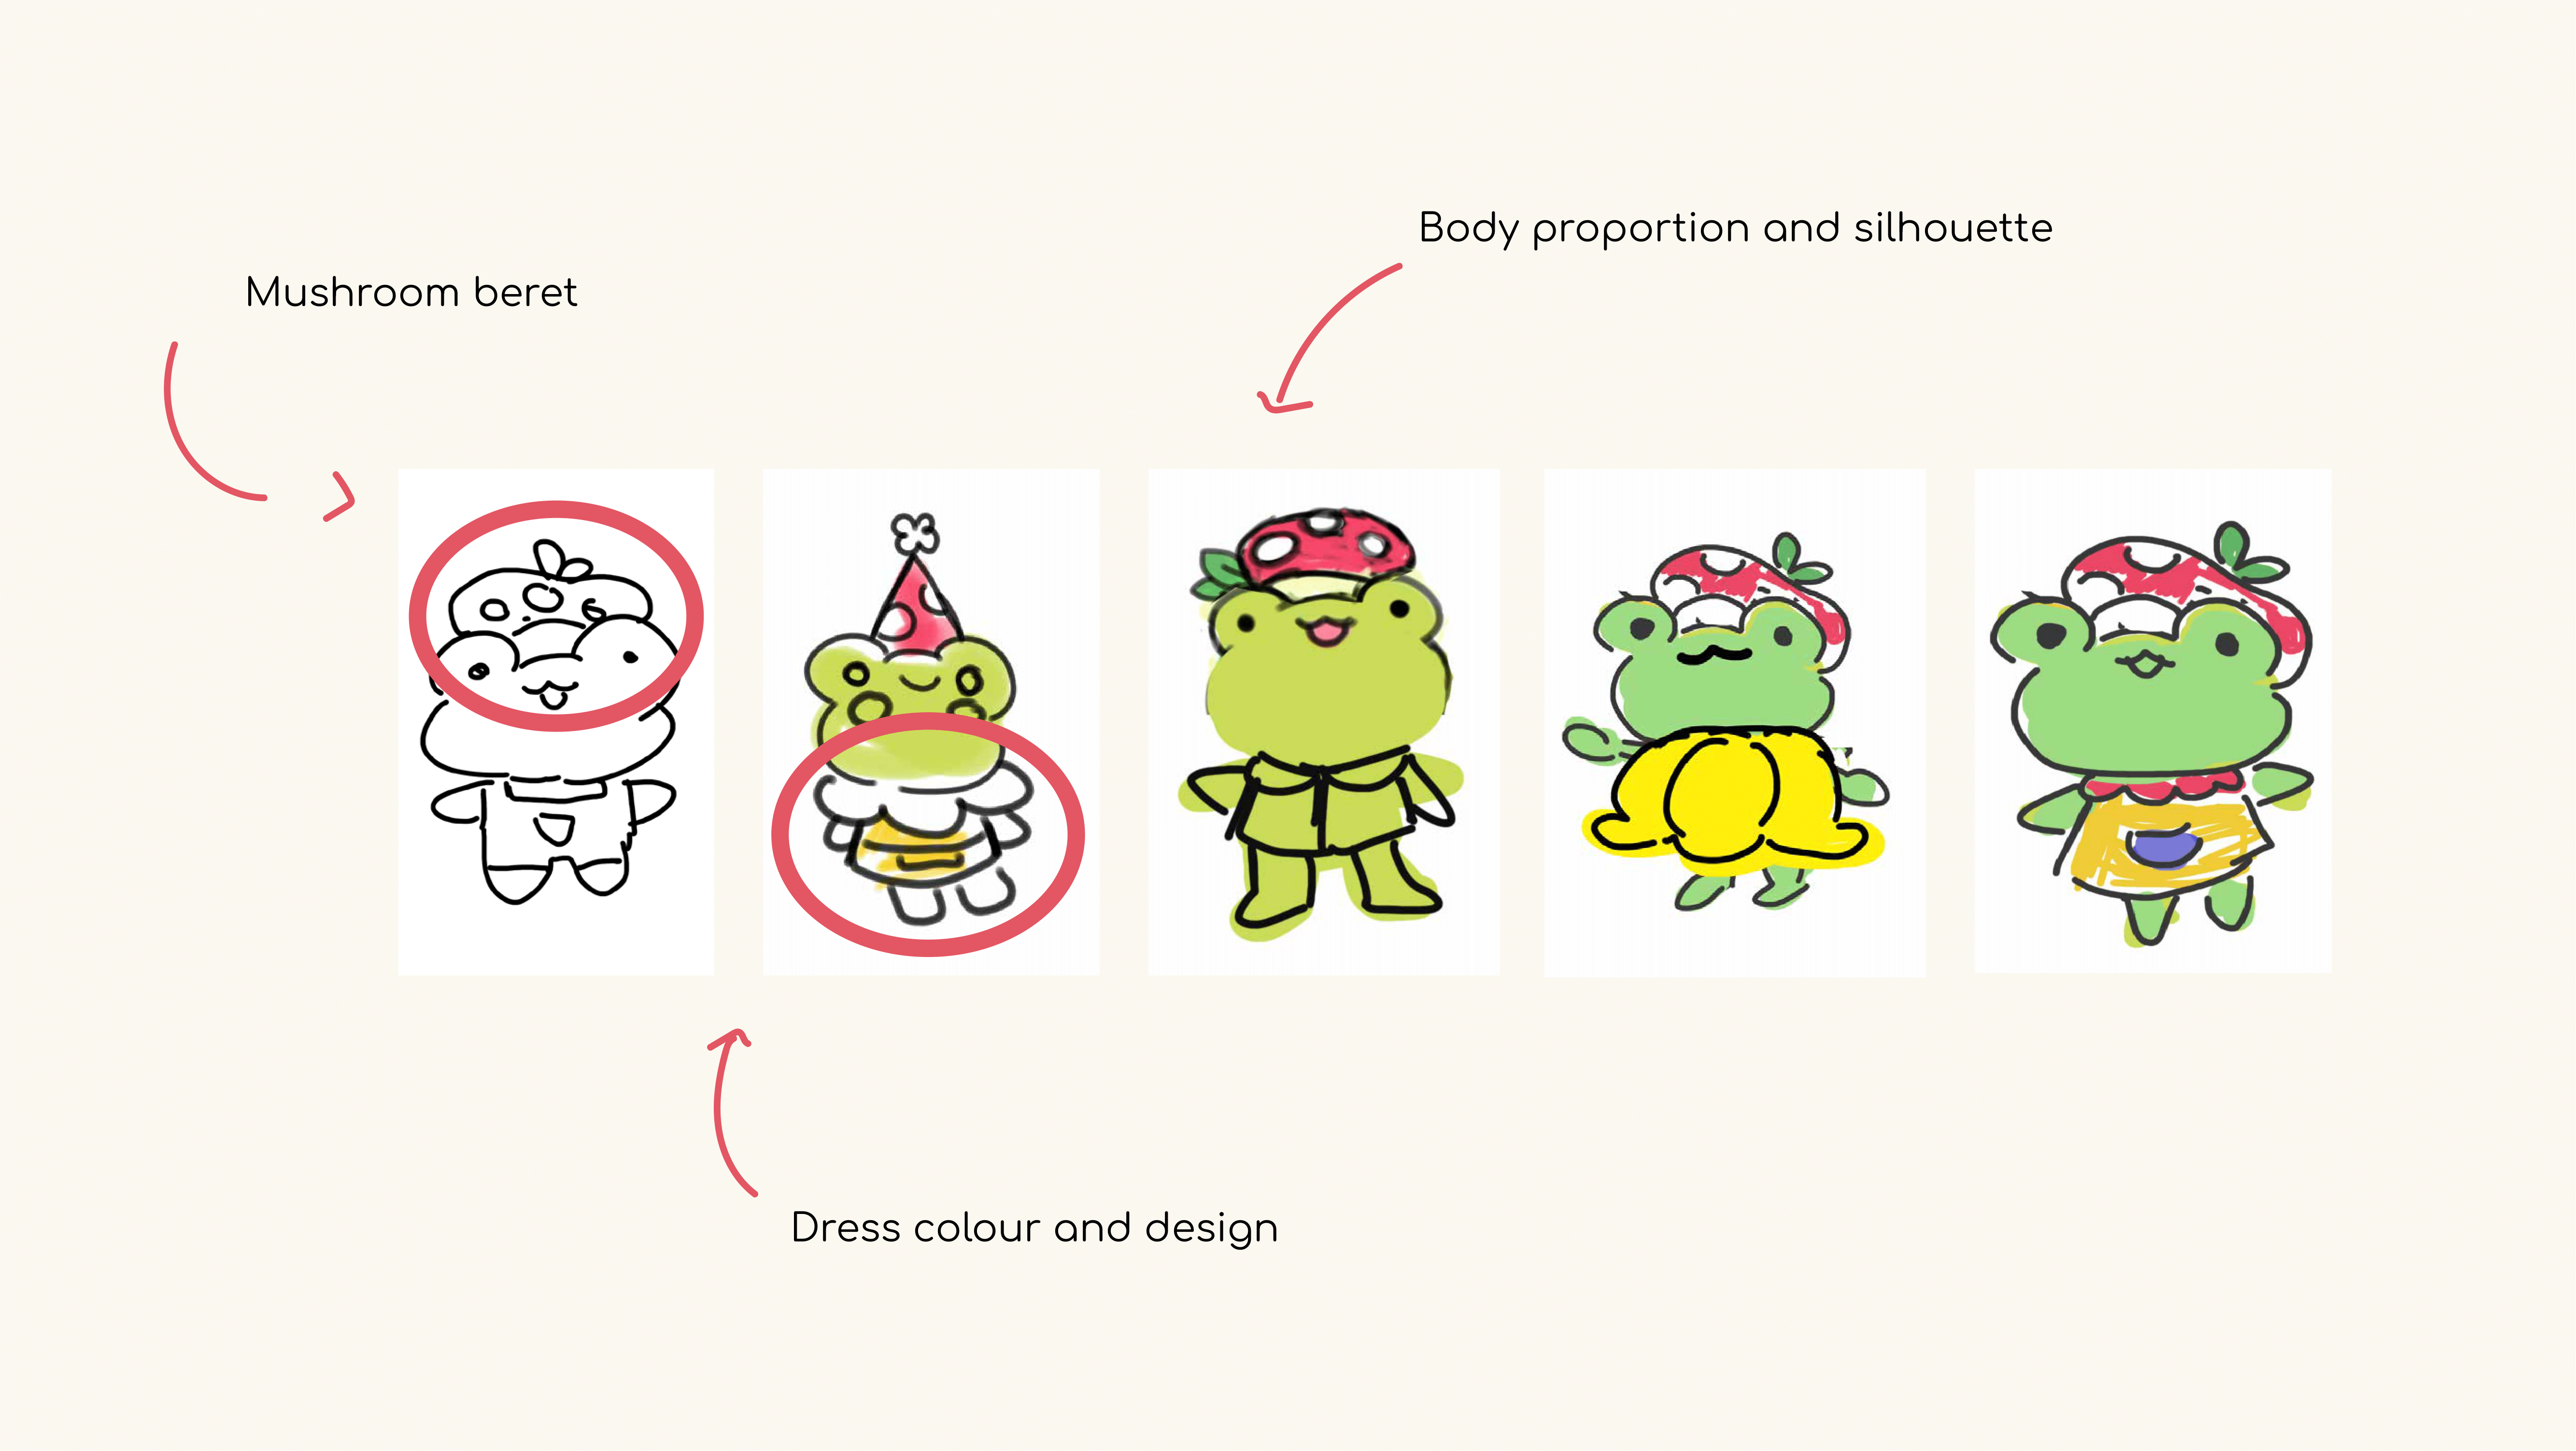 Body proportion and silhouette
Mushroom beret
Dress colour and design